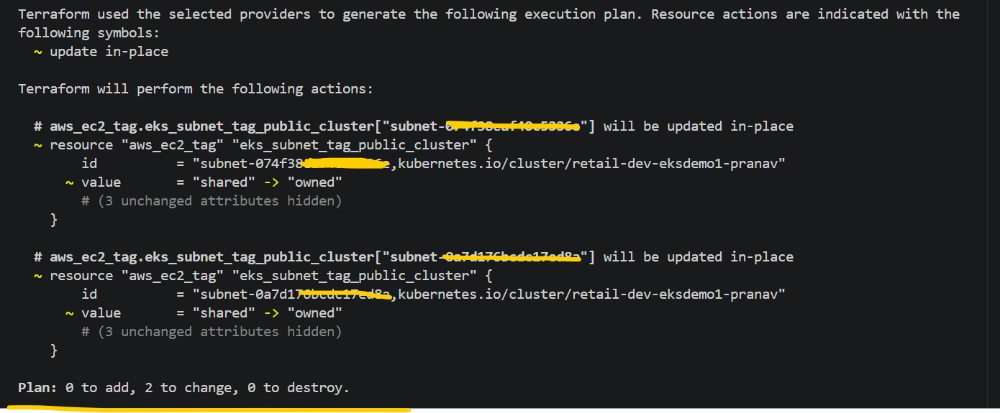 Terraform used the selected providers to generate the following execution plan. Resource actions are indicated with the
following symbols:
~ update in-place
Terraform will perform the following actions:
# aws_ec2_tag.eks_subnet_tag_public_cluster["subnet-"] will be updated in-place
~ resource "aws_ec2_tag" "eks_subnet_tag_public_cluster" {
id = "subnet-074f38,kubernetes.io/cluster/retail-dev-eksdemo1-pranav"
~ value = "shared" -> "owned"
# (3 unchanged attributes hidden)
}
# aws_ec2_tag.eks_subnet_tag_public_cluster["subnet-"] will be updated in-place
~ resource "aws_ec2_tag" "eks_subnet_tag_public_cluster" {
id = "subnet-0a7d17,kubernetes.io/cluster/retail-dev-eksdemo1-pranav"
~ value = "shared" -> "owned"
# (3 unchanged attributes hidden)
}
Plan: 0 to add, 2 to change, 0 to destroy.